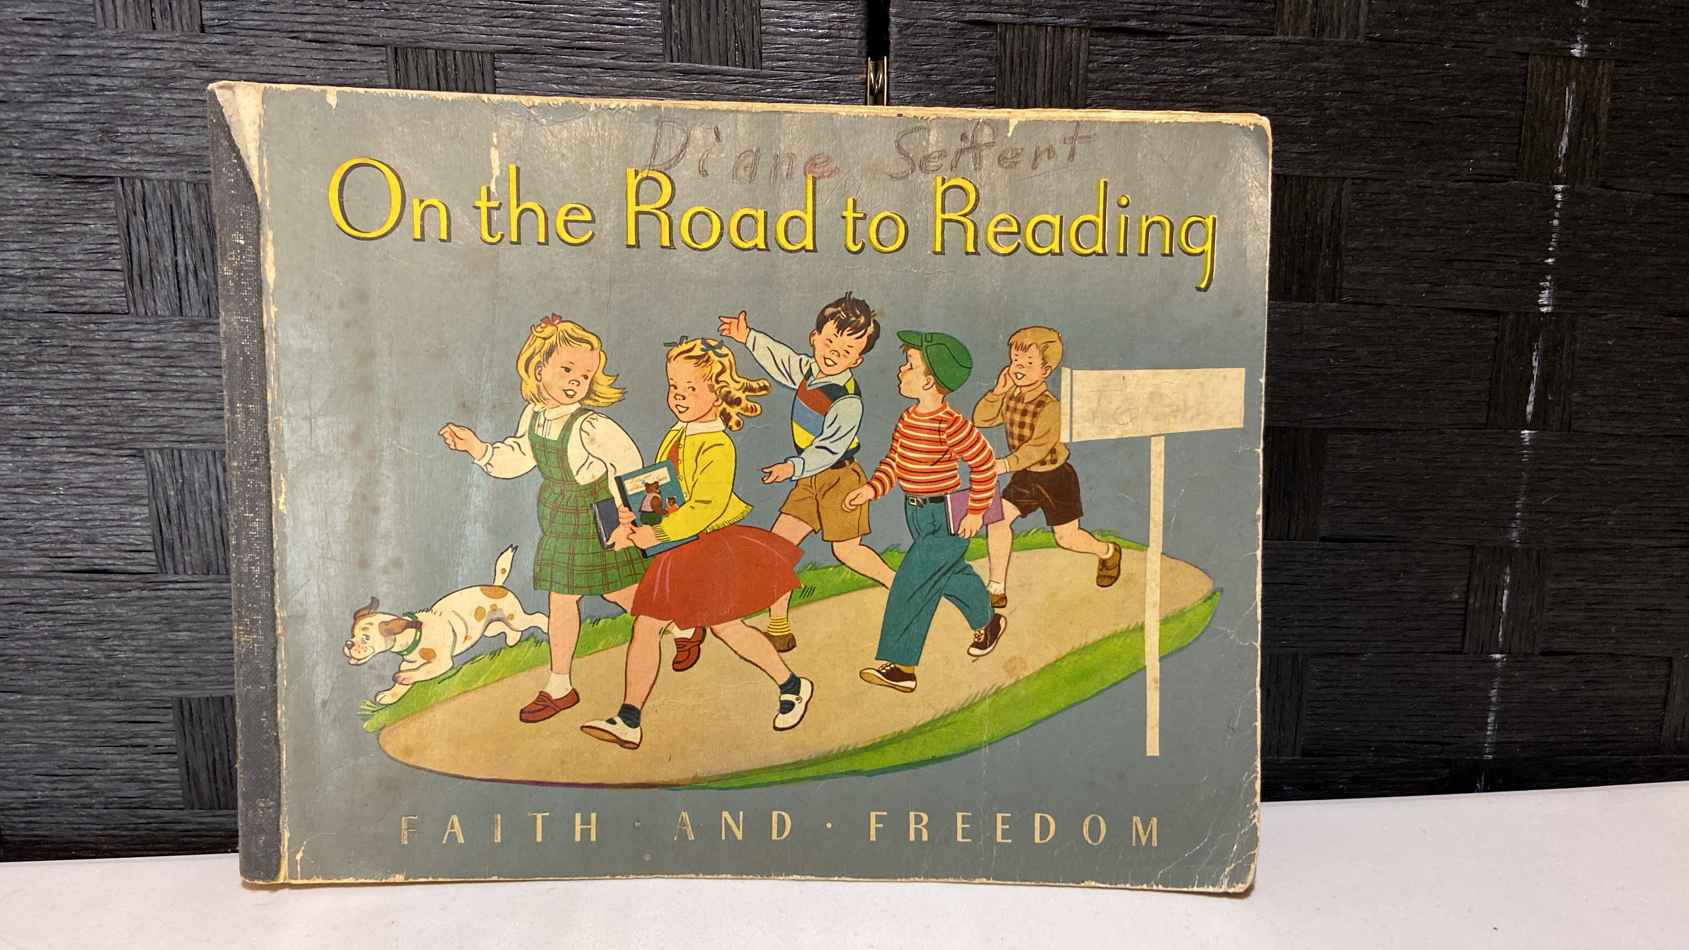 Diane Seifert
On the Road to Reading
FAITH · AND · FREEDOM